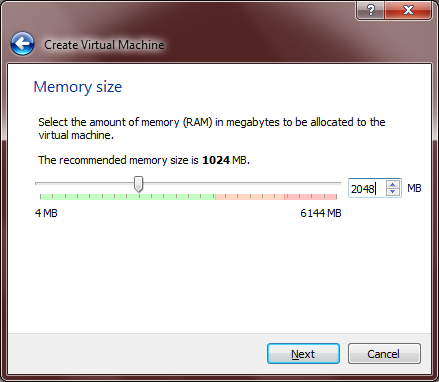 ?
Create Virtual Machine
Memory size
Select the amount of memory (RAM) in megabytes to be allocated to the
virtual machine.
The recommended memory size is 1024 MB.
2048 MB
4 MB 6144 MB
Next Cancel